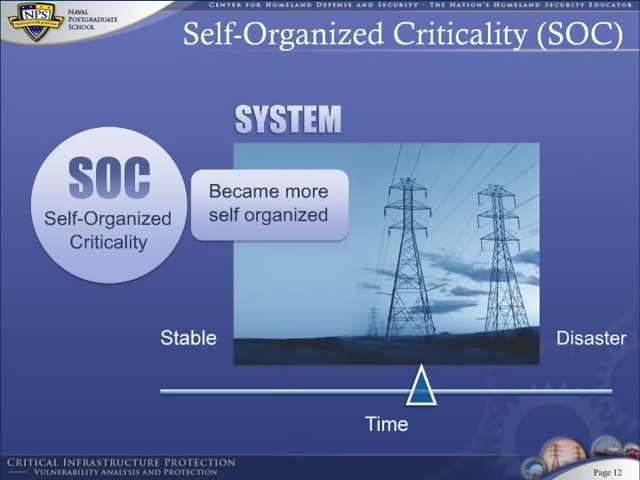 CENTER FOR HOMELAND DEFENSE AND SECURITY · THE NATION'S HOMELAND SECURITY EDUCATOR
NPS
NAVAL
POSTGRADUATE
SCHOOL
Self-Organized Criticality (SOC)
SYSTEM
SOC
Self-Organized
Criticality
Became more
self organized
Stable
Disaster
Time
CRITICAL INFRASTRUCTURE PROTECTION
VULNERABILITY ANALYSIS AND PROTECTION
Page 12